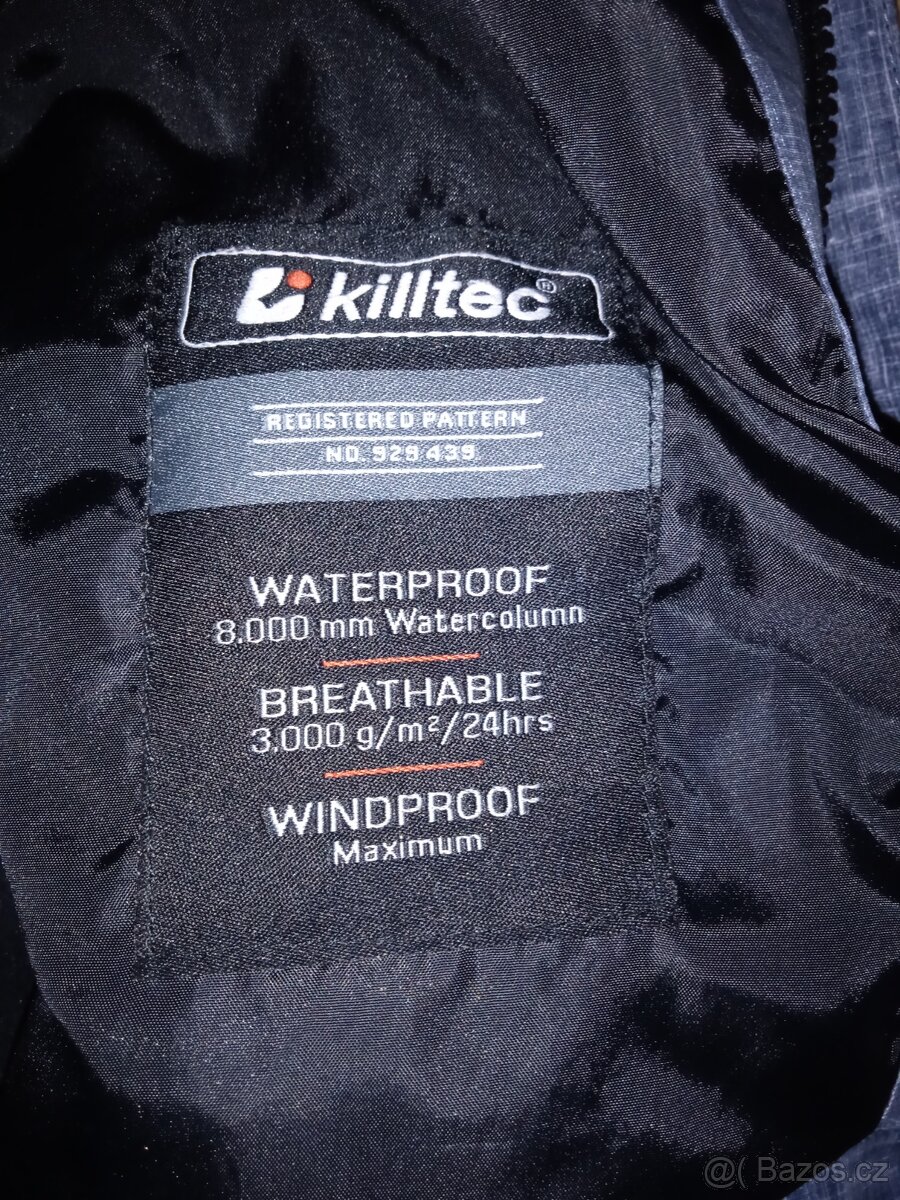 killtec®
REGISTERED PATTERN
NO. 929 439
WATERPROOF
8.000 mm Watercolumn
BREATHABLE
3.000 g/m²/24hrs
WINDPROOF
Maximum
@( Bazos.cz